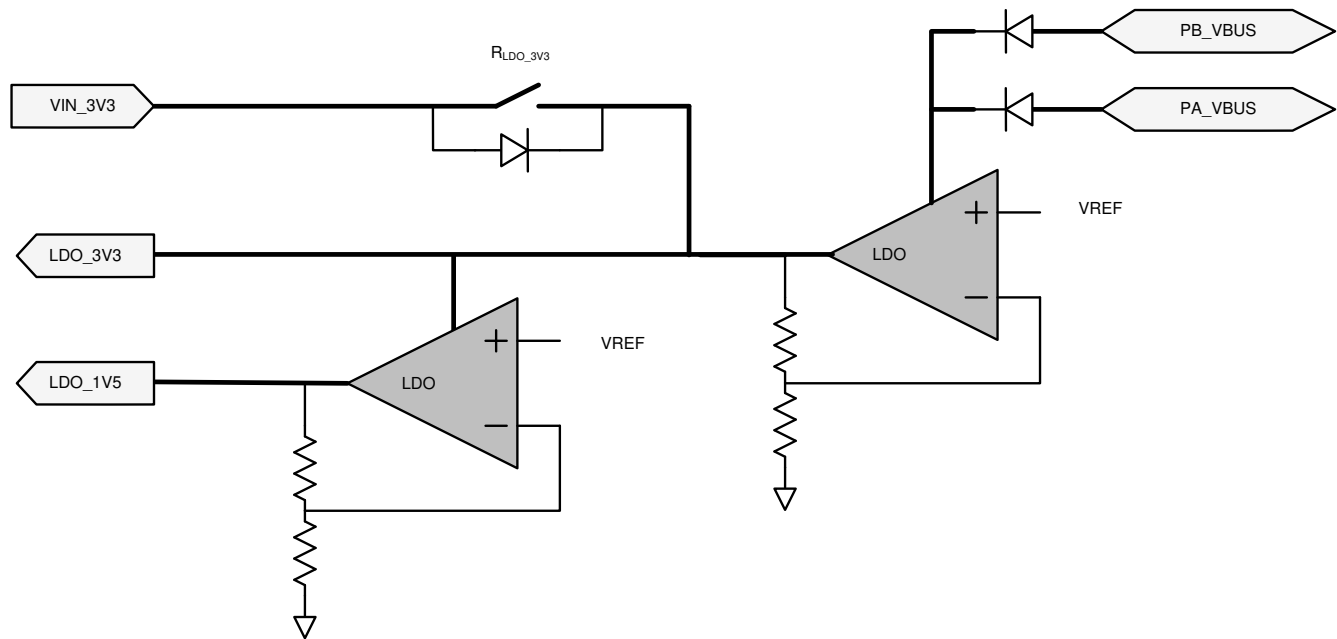 PB_VBUS
RLDO_3V3
VIN_3V3
PA_VBUS
+
VREF
LDO_3V3
LDO
−
+
VREF
LDO_1V5
LDO
−